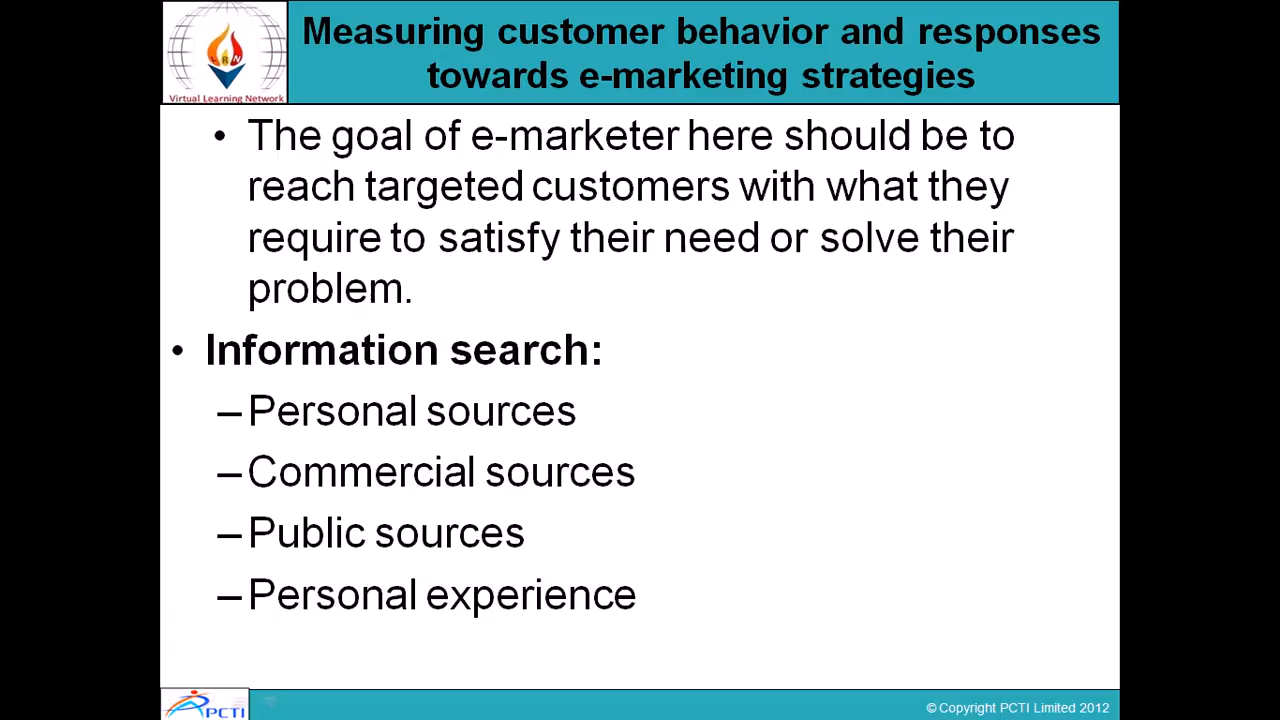 Measuring customer behavior and responses
towards e-marketing strategies
LRN
Virtual Learning Network
• The goal of e-marketer here should be to
reach targeted customers with what they
require to satisfy their need or solve their
problem.
• Information search:
– Personal sources
– Commercial sources
– Public sources
– Personal experience
PCTI
© Copyright PCTI Limited 2012